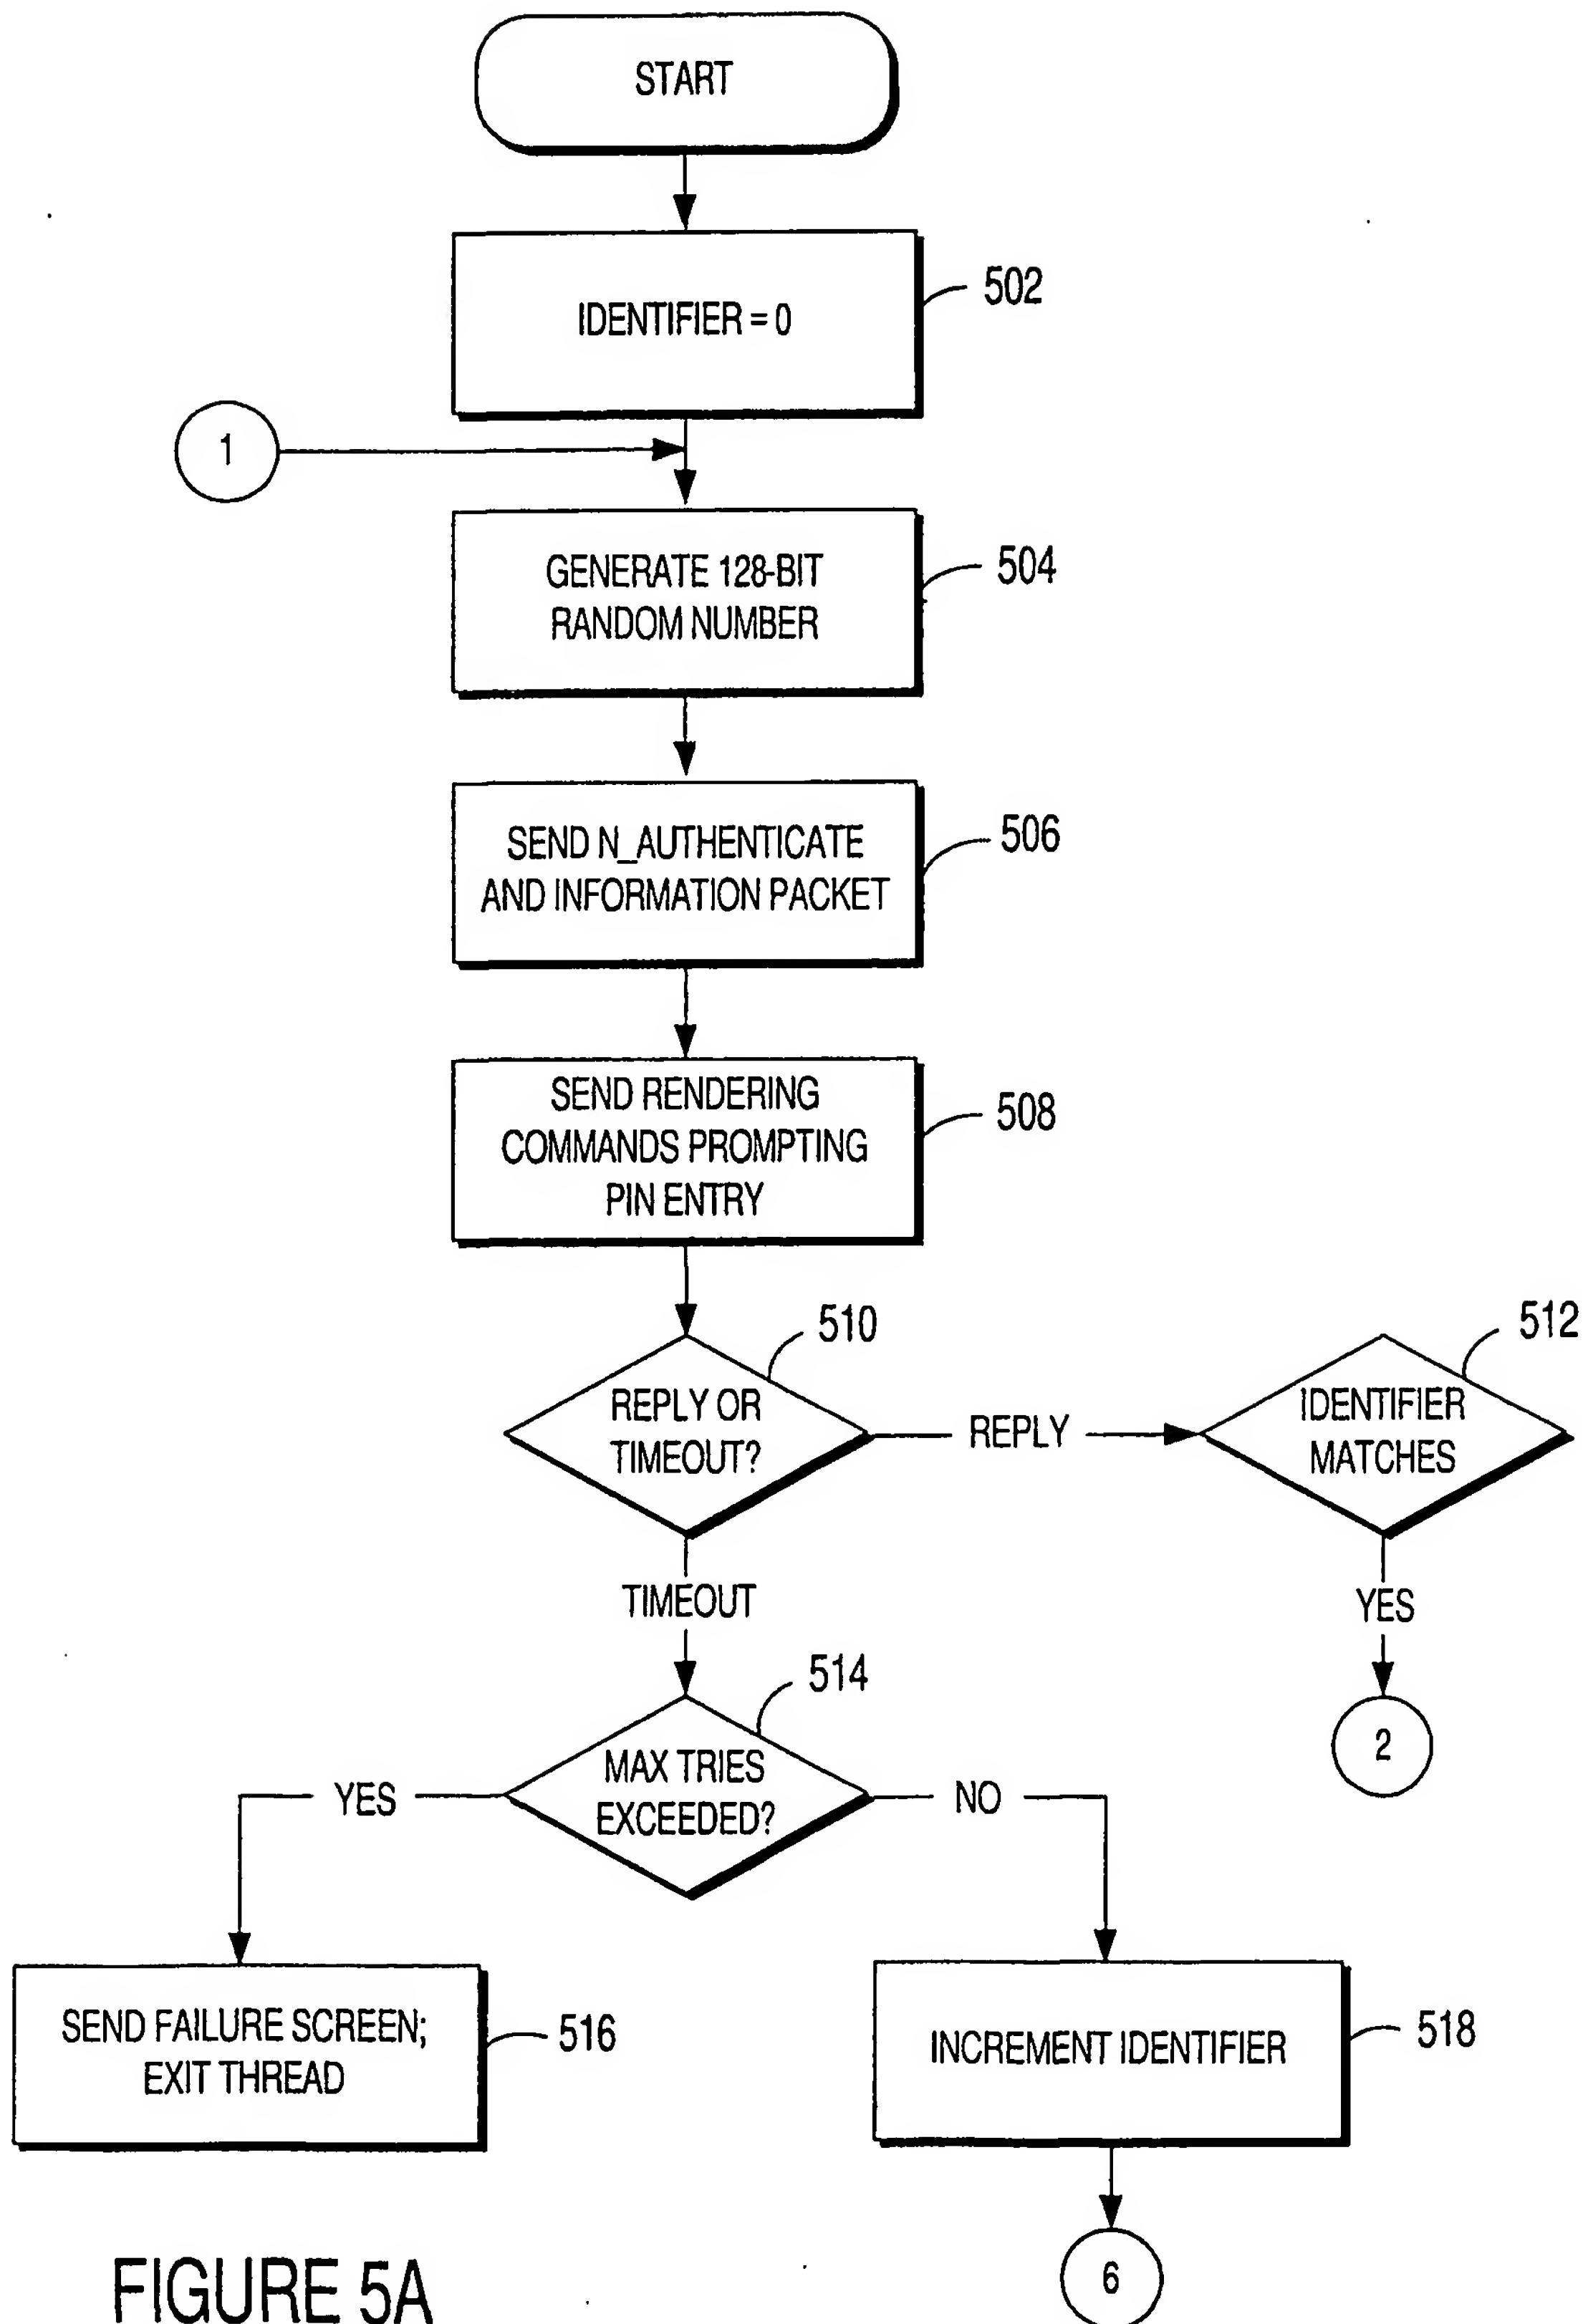 START
IDENTIFIER = 0
502
1
GENERATE 128-BIT
RANDOM NUMBER
504
SEND N_AUTHENTICATE
AND INFORMATION PACKET
506
SEND RENDERING
COMMANDS PROMPTING
PIN ENTRY
508
REPLY OR
TIMEOUT?
510
REPLY
IDENTIFIER
MATCHES
512
TIMEOUT
YES
2
MAX TRIES
EXCEEDED?
514
YES
NO
SEND FAILURE SCREEN;
EXIT THREAD
516
INCREMENT IDENTIFIER
518
6
FIGURE 5A